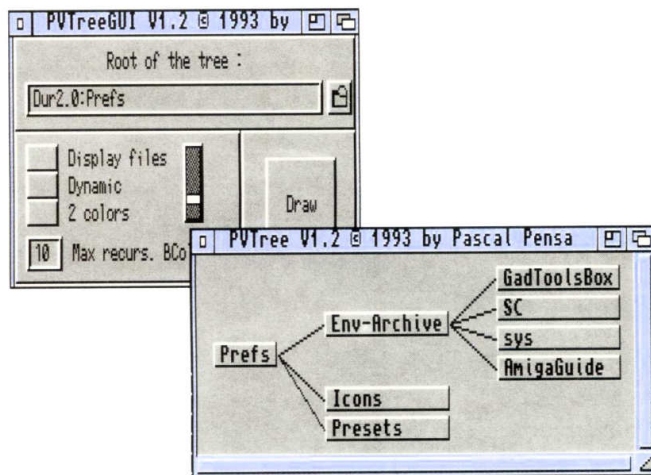 PVTreeGUI V1.2 © 1993 by
Root of the tree :
Dur2.0:Prefs
Display files
Dynamic
2 colors
10 Max recurs. BCo
Draw
PVTree V1.2 © 1993 by Pascal Pensa
GadToolsBox
SC
Env-Archive
sys
Prefs
AmigaGuide
Icons
Presets